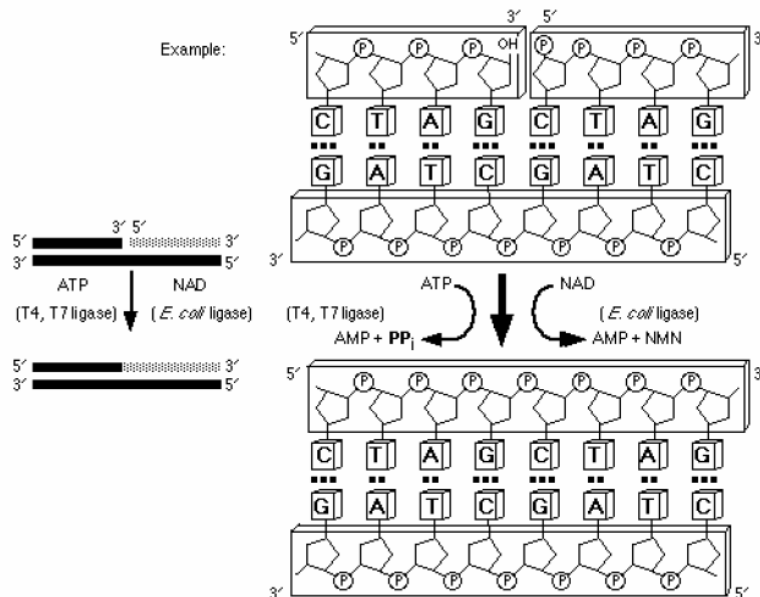 3′ 5′
Example: 5′ P P P OH P P P 3′
C T A G C T A G
G A T C G A T C
3′ P P P P P P P 5′
3′ 5′
5′ 3′
3′ 5′
ATP NAD
(T4, T7 ligase) (E. coli ligase)
ATP NAD
(T4, T7 ligase) (E. coli ligase)
AMP + PPi AMP + NMN
5′ 3′
3′ 5′
5′ P P P P P P P 3′
C T A G C T A G
G A T C G A T C
3′ P P P P P P P 5′